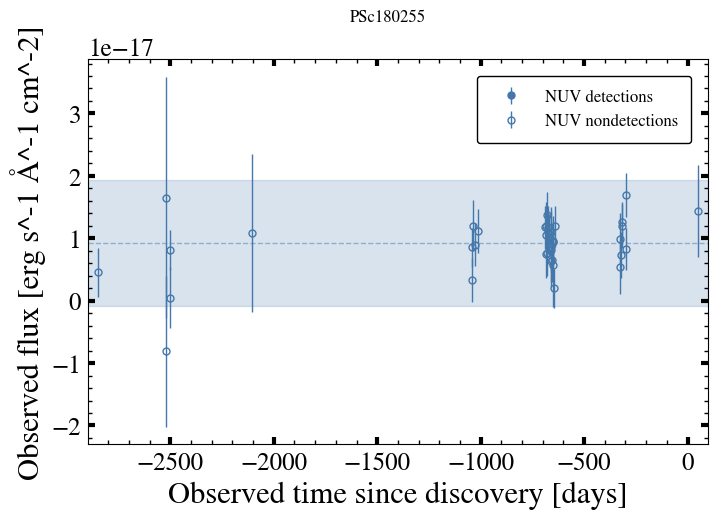 PSc180255
1e−17
NUV detections
NUV nondetections
3
2
1
0
−1
−2
Observed flux [erg s^-1 Å^-1 cm^-2]
−2500 −2000 −1500 −1000 −500 0
Observed time since discovery [days]